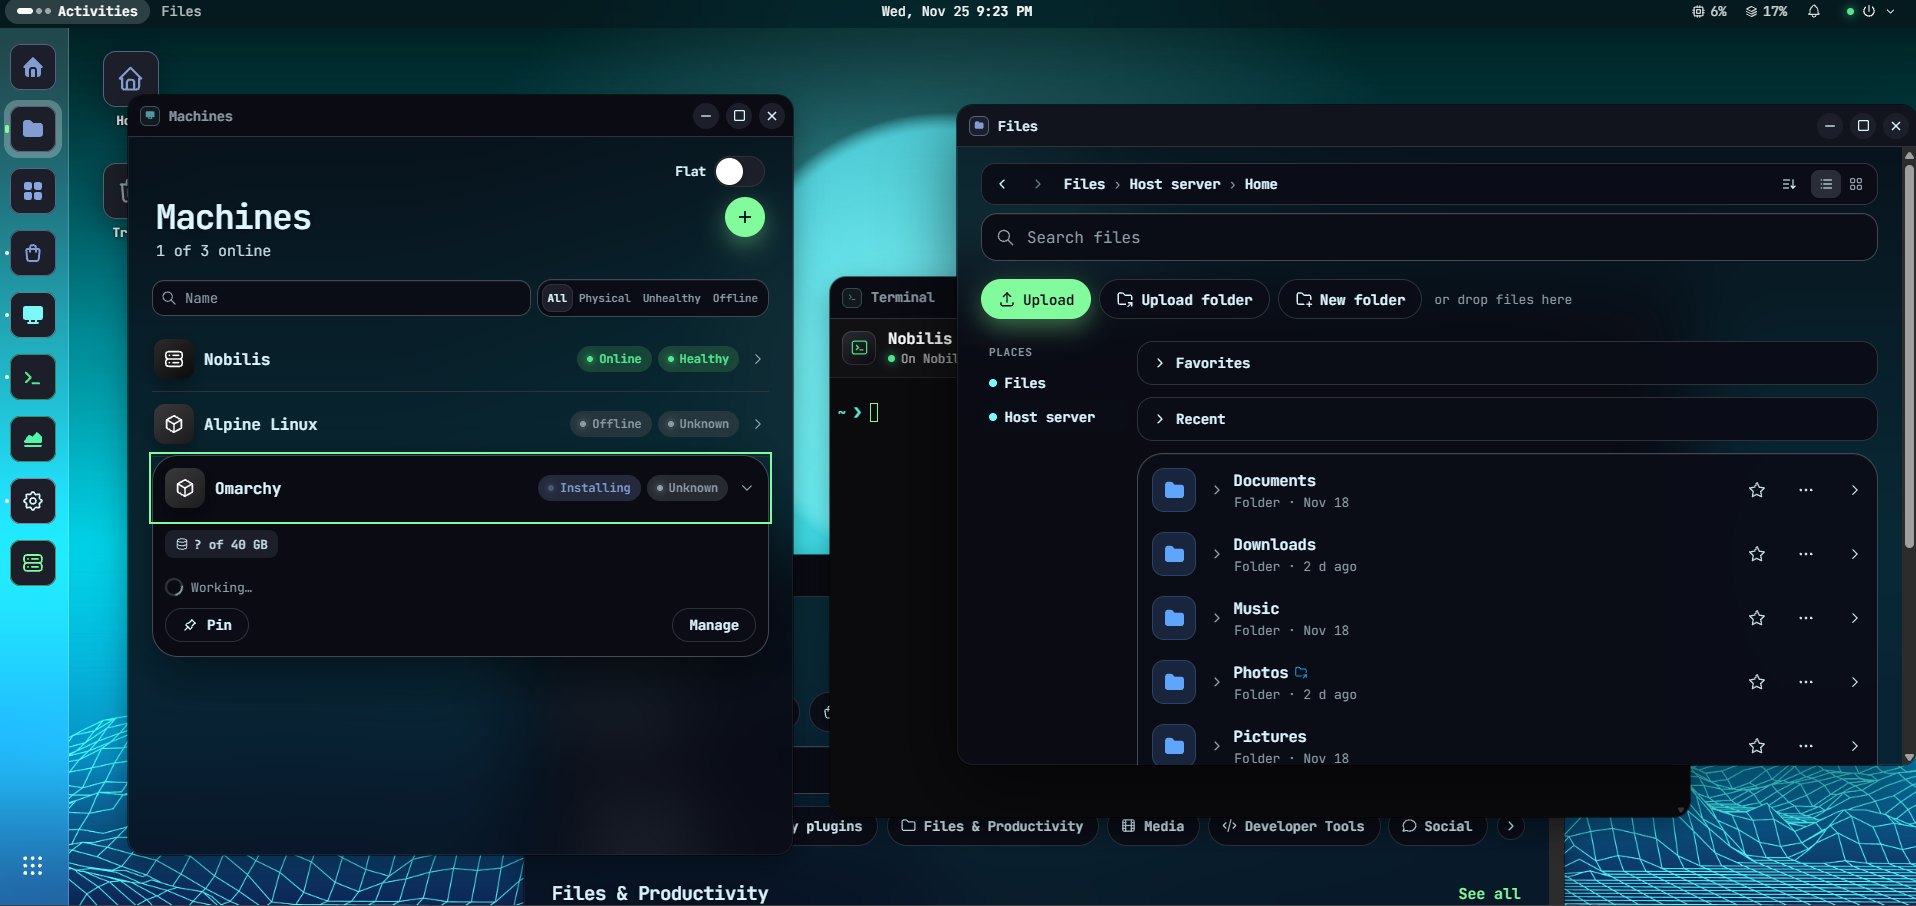 Activities Files
Wed, Nov 25 9:23 PM
6% 17%
Machines
Flat
Machines
1 of 3 online
Name
All Physical Unhealthy Offline
Nobilis Online Healthy
Alpine Linux Offline Unknown
Omarchy Installing Unknown
? of 40 GB
Working…
Pin Manage
Terminal
Nobilis
On Nobil
~ ❯
Files
Files › Host server › Home
Search files
Upload Upload folder New folder or drop files here
PLACES
Files
Host server
Favorites
Recent
Documents
Folder · Nov 18
Downloads
Folder · 2 d ago
Music
Folder · Nov 18
Photos
Folder · 2 d ago
Pictures
Folder · Nov 18
plugins Files & Productivity Media Developer Tools Social
Files & Productivity See all